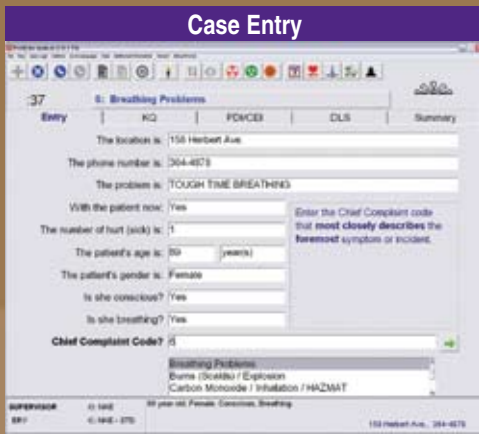 Case Entry
:37 6: Breathing Problems
Entry KQ PDI/CEI DLS Summary
The location is: 158 Herbert Ave.
The phone number is: 364-4878
The problem is: TOUGH TIME BREATHING
With the patient now: Yes
The number of hurt (sick) is: 1
The patient's age is: 69 year(s)
The patient's gender is: Female
Is she conscious? Yes
Is she breathing? Yes
Chief Complaint Code? 6
Enter the Chief Complaint code
that most closely describes the
foremost symptom or incident.
Breathing Problems
Burns (Scalds) / Explosion
Carbon Monoxide / Inhalation / HAZMAT
SUPERVISOR
year old, Female, Conscious, Breathing.
158 Herbert Ave., 364-4878